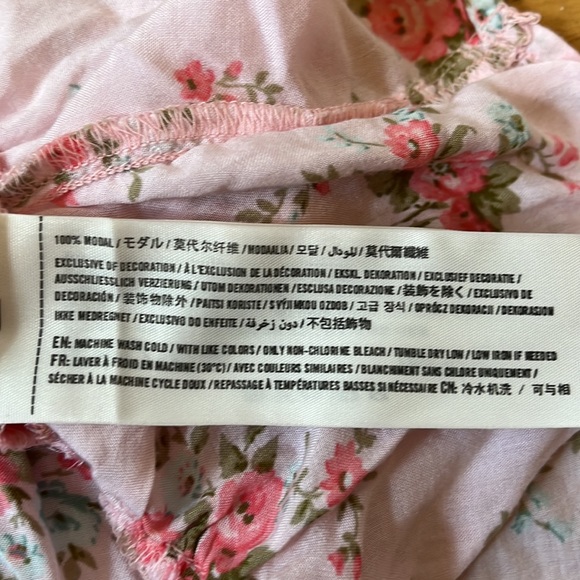 100% MODAL / モダル / 莫代尔纤维 / MODAALIA / 모달 / للودال / 莫代爾纖維
EXCLUSIVE OF DECORATION / À L'EXCLUSION DE LA DÉCORATION / EKSKL DEKORATION / EXCLUSIEF DECORATIE /
AUSSCHLIESSLICH VERZIERUNG / UTOM DEKORATIONEN / ESCLUSA DECORAZIONE / 装飾を除く / EXCLUSIVO DE
DECORACIÓN / 装饰物除外 / PAITSI KORISTE / S VÝJIMKOU OZDOB / 고급 장식 / OPRÓCZ DEKORACJI / DEKORASJON
IKKE MEDREGNET / EXCLUSIVO DO ENFEITE / دون زخرفة / 不包括飾物
EN: MACHINE WASH COLD / WITH LIKE COLORS / ONLY NON-CHLORINE BLEACH / TUMBLE DRY LOW / LOW IRON IF NEEDED
FR: LAVER À FROID EN MACHINE (30°C) / AVEC COULEURS SIMILAIRES / BLANCHIMENT SANS CHLORE UNIQUEMENT /
SÉCHER À LA MACHINE CYCLE DOUX / REPASSAGE À TEMPÉRATURES BASSES SI NÉCESSAIRE CN: 冷水机洗 / 可与相